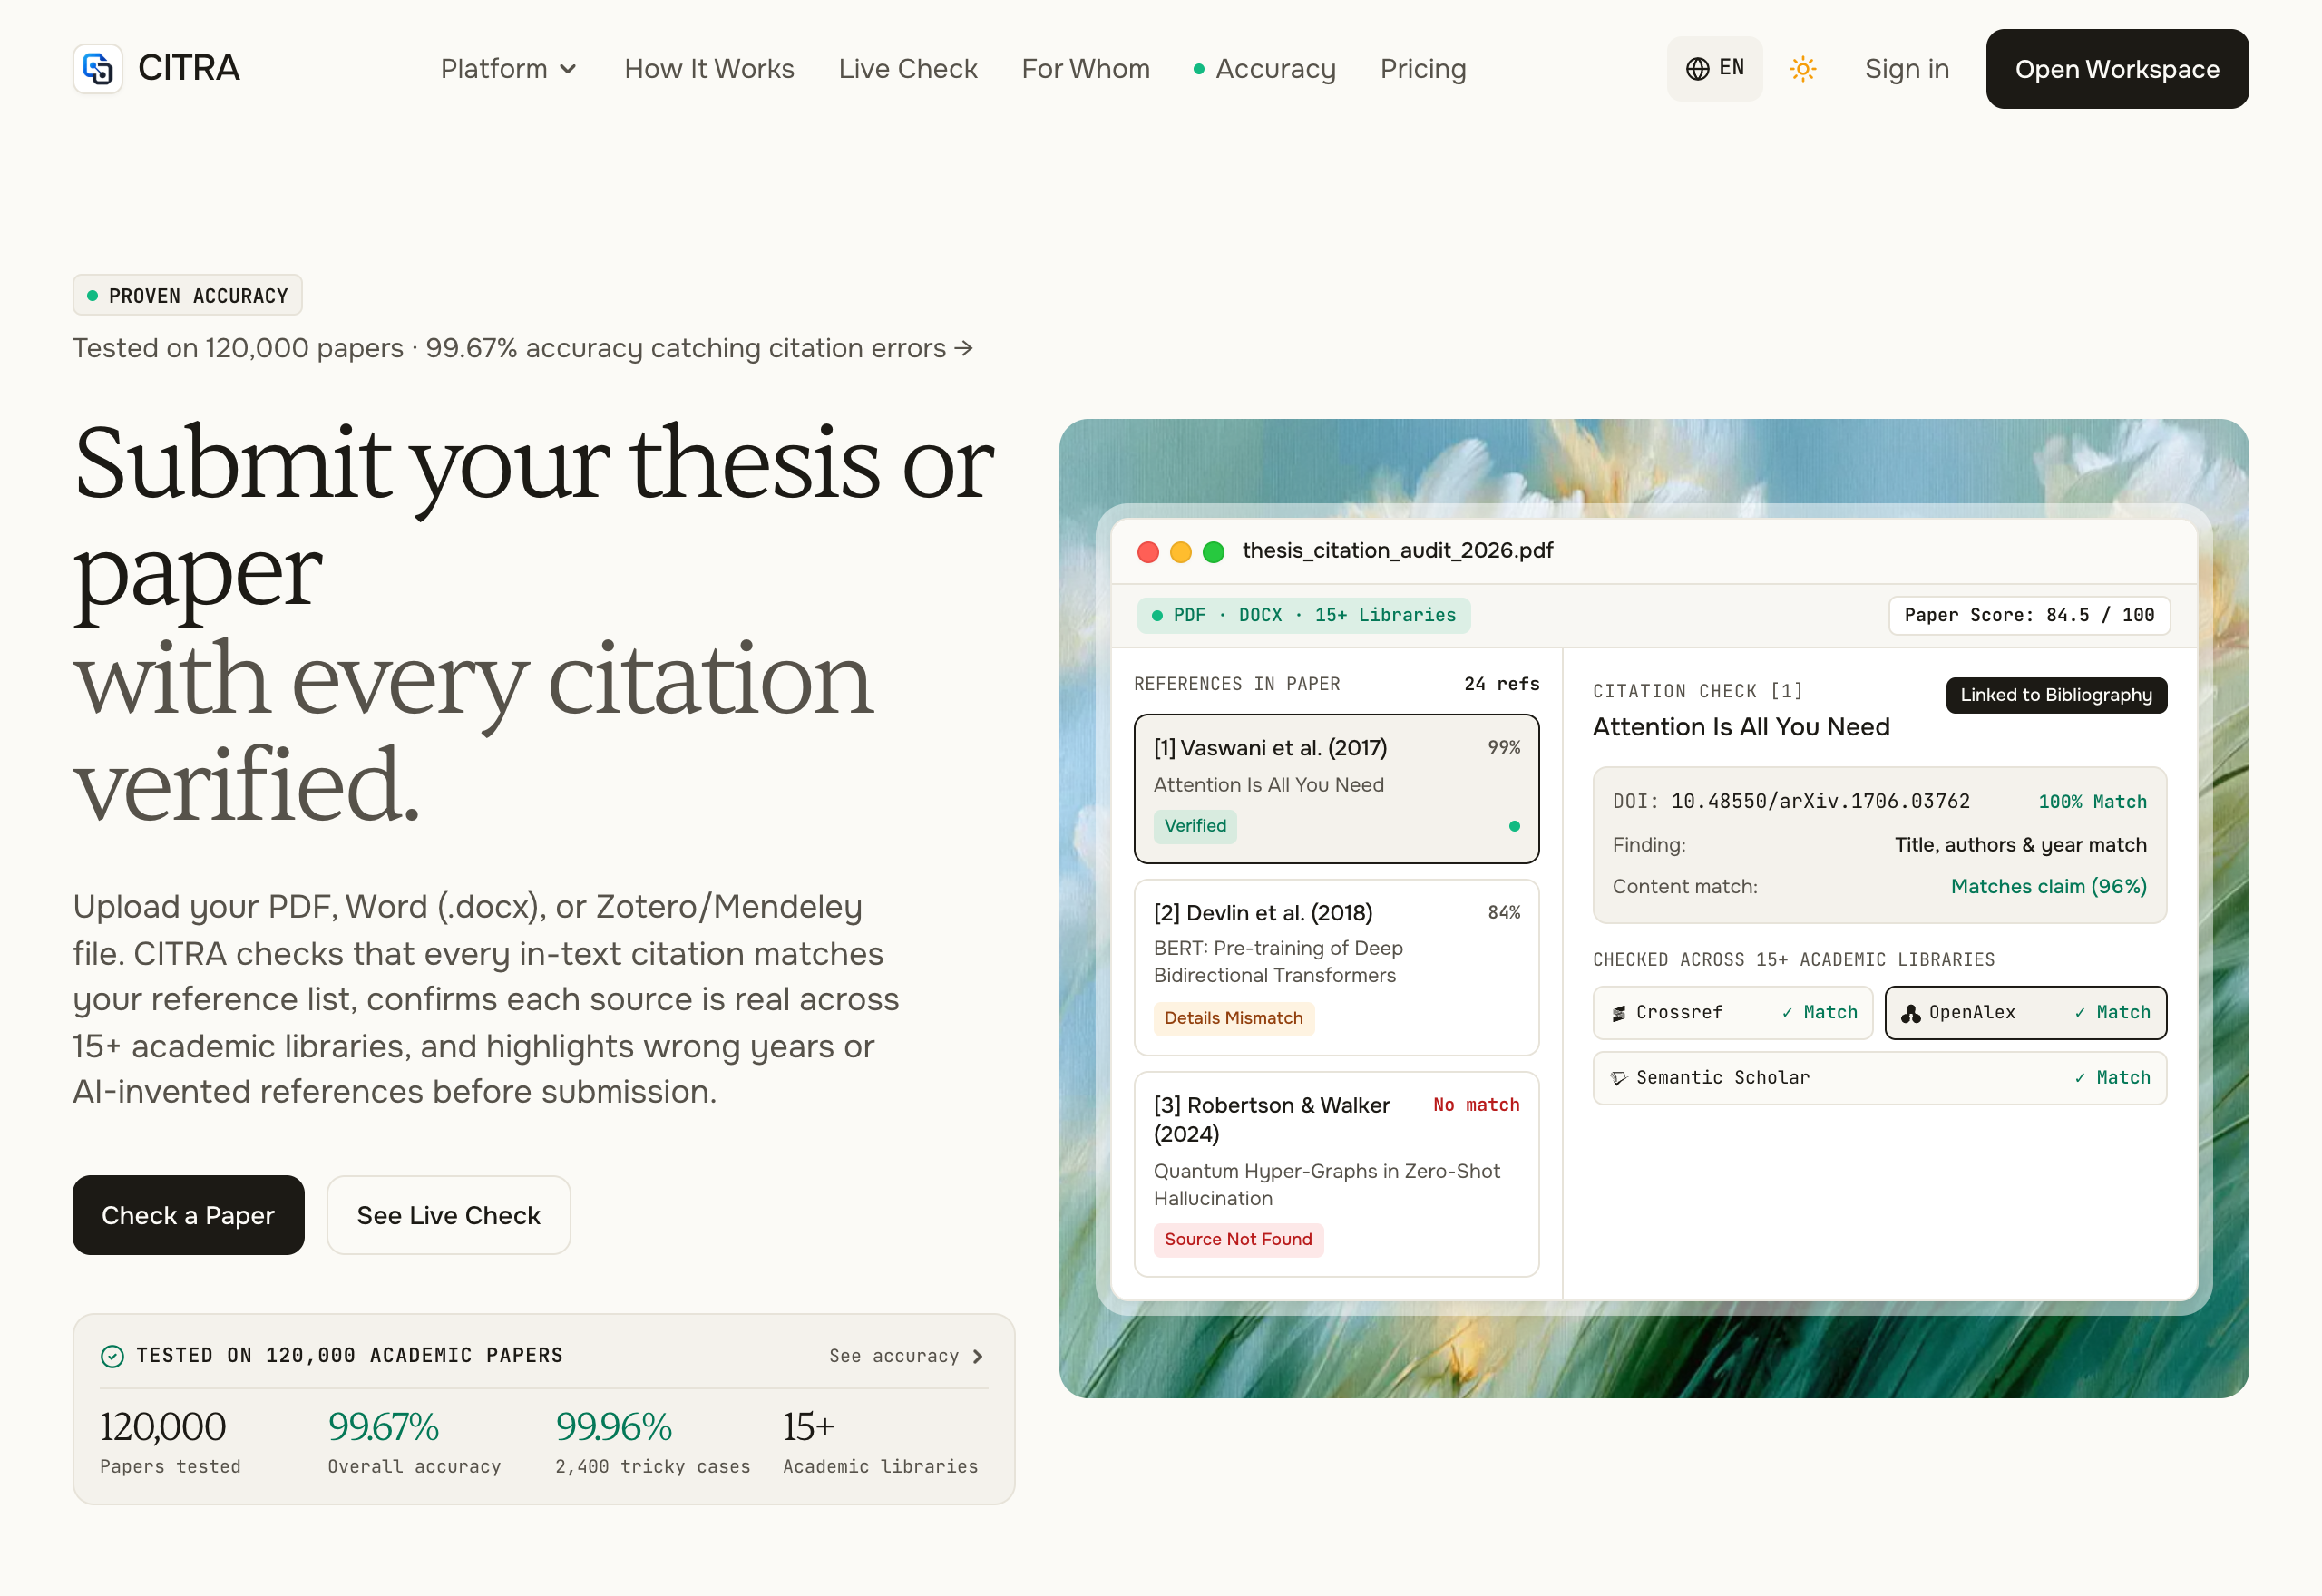 CITRA
Platform
How It Works
Live Check
For Whom
Accuracy
Pricing
EN
Sign in
Open Workspace
PROVEN ACCURACY
Tested on 120,000 papers · 99.67% accuracy catching citation errors →
Submit your thesis or
paper
with every citation
verified.
Upload your PDF, Word (.docx), or Zotero/Mendeley
file. CITRA checks that every in-text citation matches
your reference list, confirms each source is real across
15+ academic libraries, and highlights wrong years or
AI-invented references before submission.
Check a Paper
See Live Check
TESTED ON 120,000 ACADEMIC PAPERS
See accuracy
120,000
Papers tested
99.67%
Overall accuracy
99.96%
2,400 tricky cases
15+
Academic libraries
thesis_citation_audit_2026.pdf
PDF · DOCX · 15+ Libraries
Paper Score: 84.5 / 100
REFERENCES IN PAPER
24 refs
[1] Vaswani et al. (2017)
99%
Attention Is All You Need
Verified
[2] Devlin et al. (2018)
84%
BERT: Pre-training of Deep
Bidirectional Transformers
Details Mismatch
[3] Robertson & Walker
(2024)
No match
Quantum Hyper-Graphs in Zero-Shot
Hallucination
Source Not Found
CITATION CHECK [1]
Attention Is All You Need
Linked to Bibliography
DOI: 10.48550/arXiv.1706.03762
100% Match
Finding:
Title, authors & year match
Content match:
Matches claim (96%)
CHECKED ACROSS 15+ ACADEMIC LIBRARIES
Crossref
✓ Match
OpenAlex
✓ Match
Semantic Scholar
✓ Match